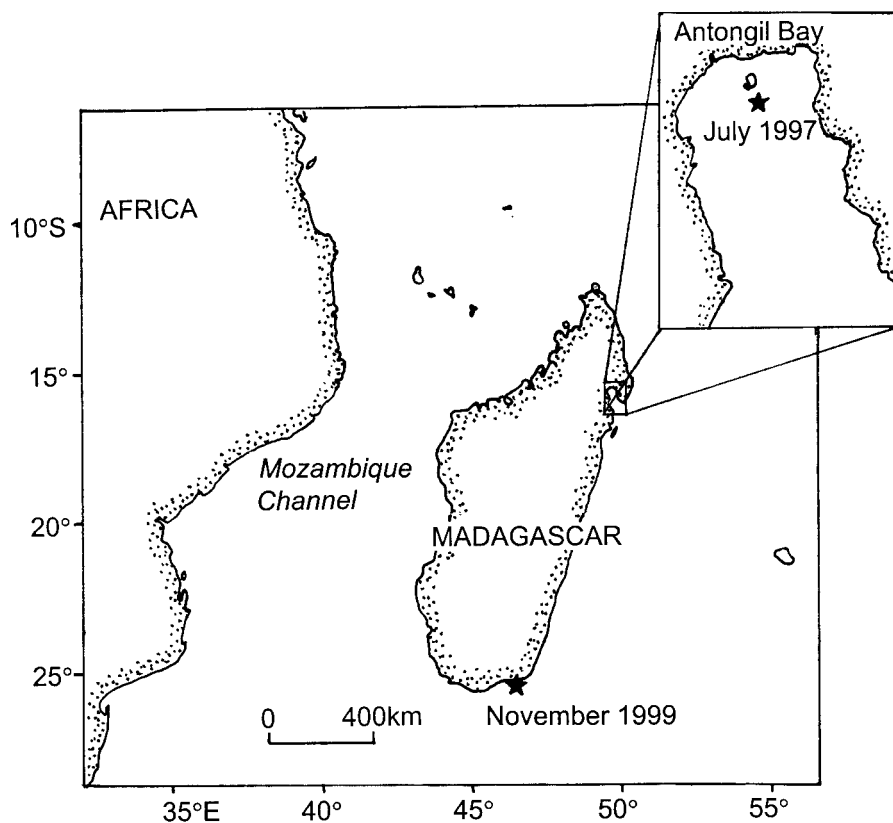 Antongil Bay
July 1997
AFRICA
10°S
15°
Mozambique
Channel
20°
MADAGASCAR
25°
0 400km
November 1999
35°E 40° 45° 50° 55°